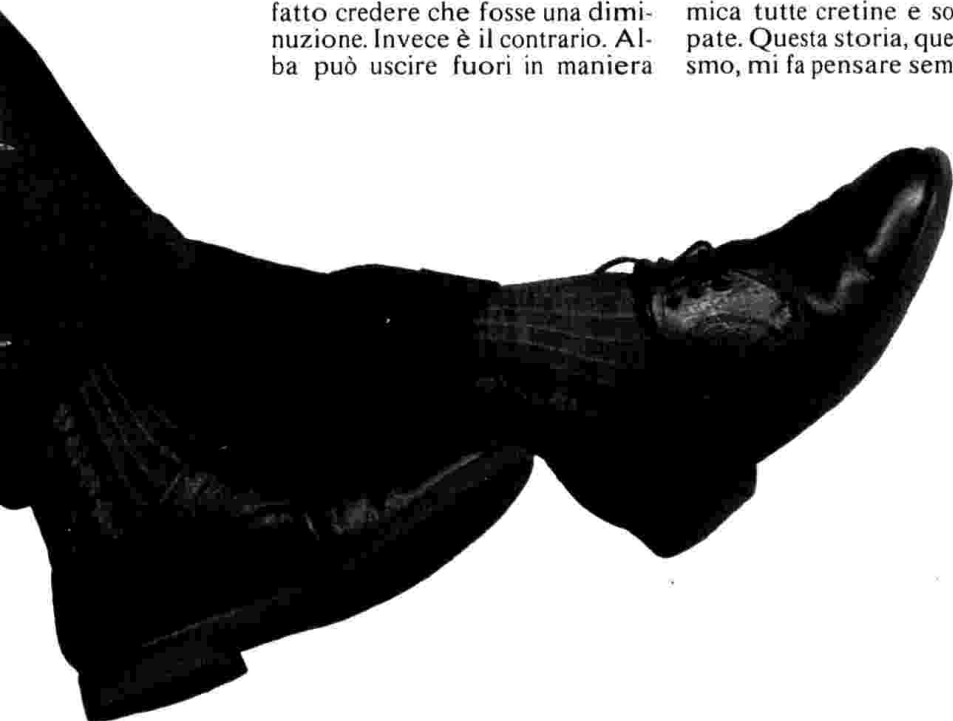 fatto credere che fosse una dimi-
nuzione. Invece è il contrario. Al-
ba può uscire fuori in maniera
mica tutte cretine e so
pate. Questa storia, que
smo, mi fa pensare sem